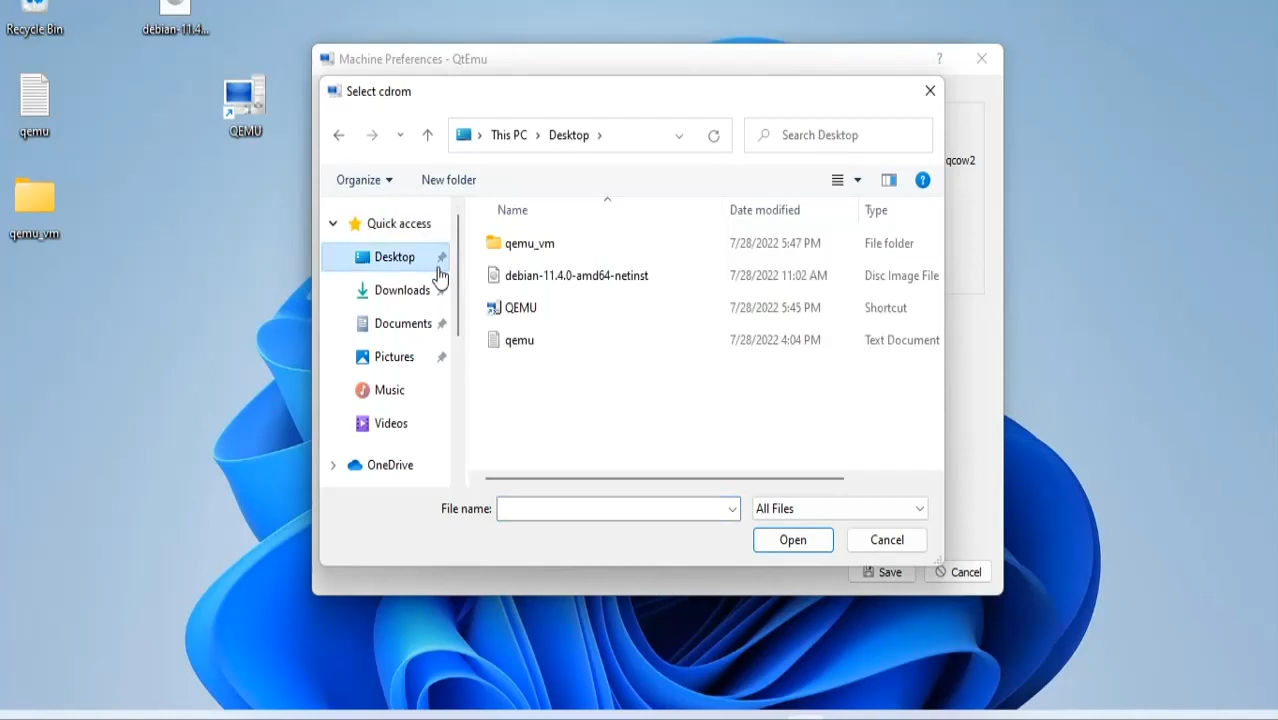 Recycle Bin
debian-11.4...
qemu
QEMU
qemu_vm
Machine Preferences - QtEmu
?
Select cdrom
This PC > Desktop >
Search Desktop
qcow2
Organize
New folder
?
Name Date modified Type
Quick access
Desktop
Downloads
Documents
Pictures
Music
Videos
OneDrive
qemu_vm 7/28/2022 5:47 PM File folder
debian-11.4.0-amd64-netinst 7/28/2022 11:02 AM Disc Image File
QEMU 7/28/2022 5:45 PM Shortcut
qemu 7/28/2022 4:04 PM Text Document
File name:
All Files
Open
Cancel
Save
Cancel